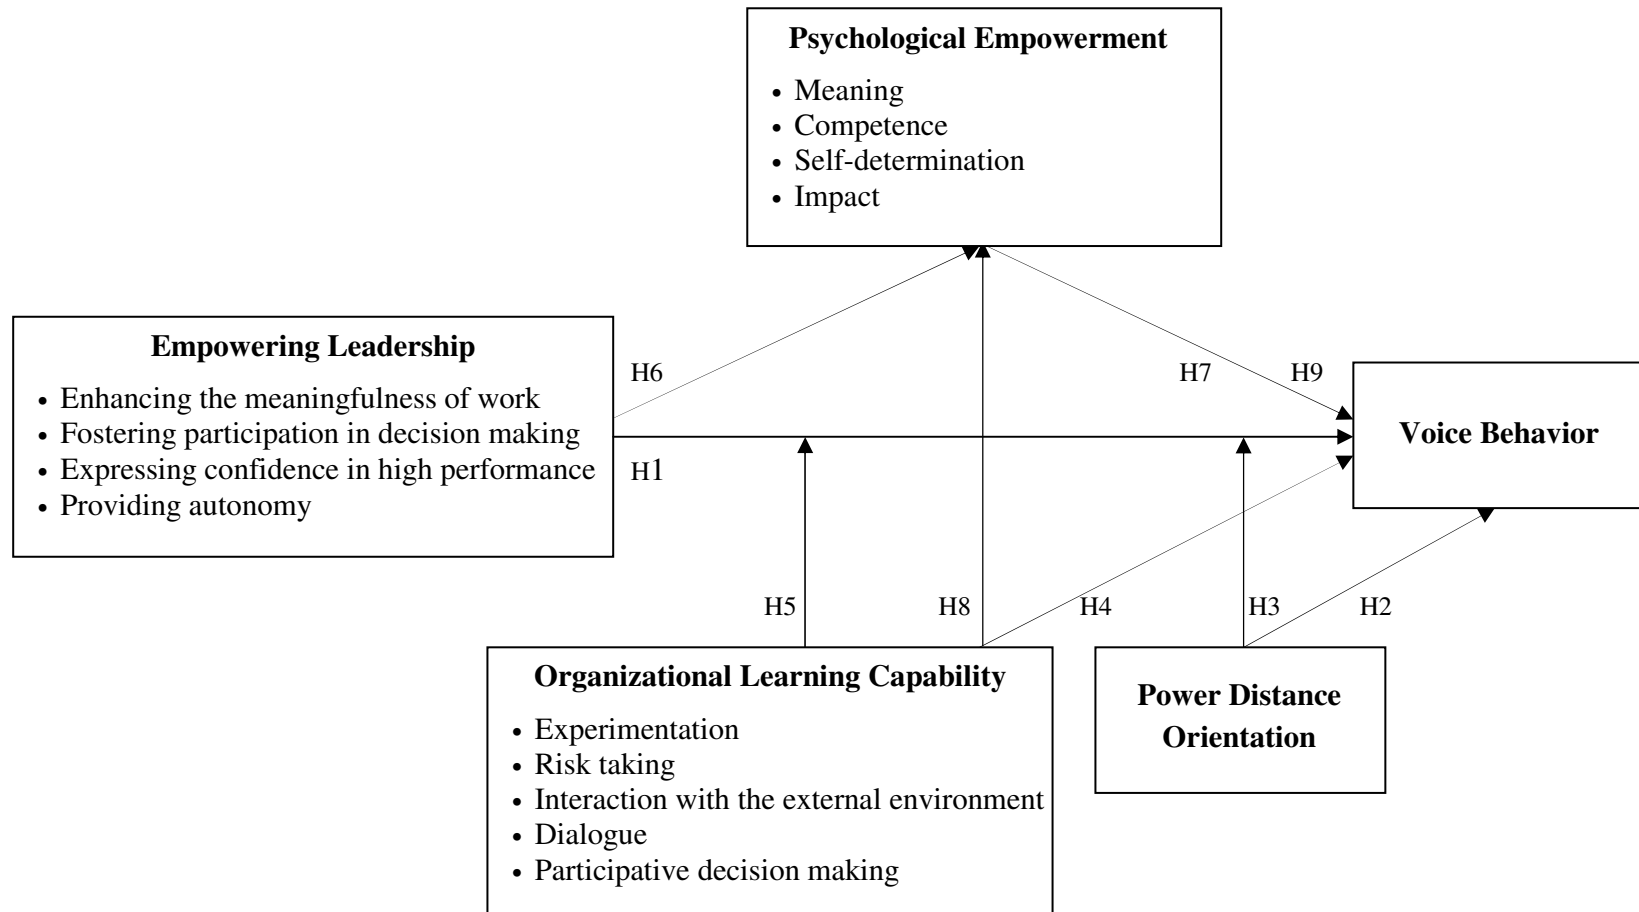 Psychological Empowerment
• Meaning
• Competence
• Self-determination
• Impact
Empowering Leadership
• Enhancing the meaningfulness of work
• Fostering participation in decision making
• Expressing confidence in high performance
• Providing autonomy
H6
H7
H9
H1
Voice Behavior
H5
H8
H4
H3
H2
Organizational Learning Capability
• Experimentation
• Risk taking
• Interaction with the external environment
• Dialogue
• Participative decision making
Power Distance
Orientation